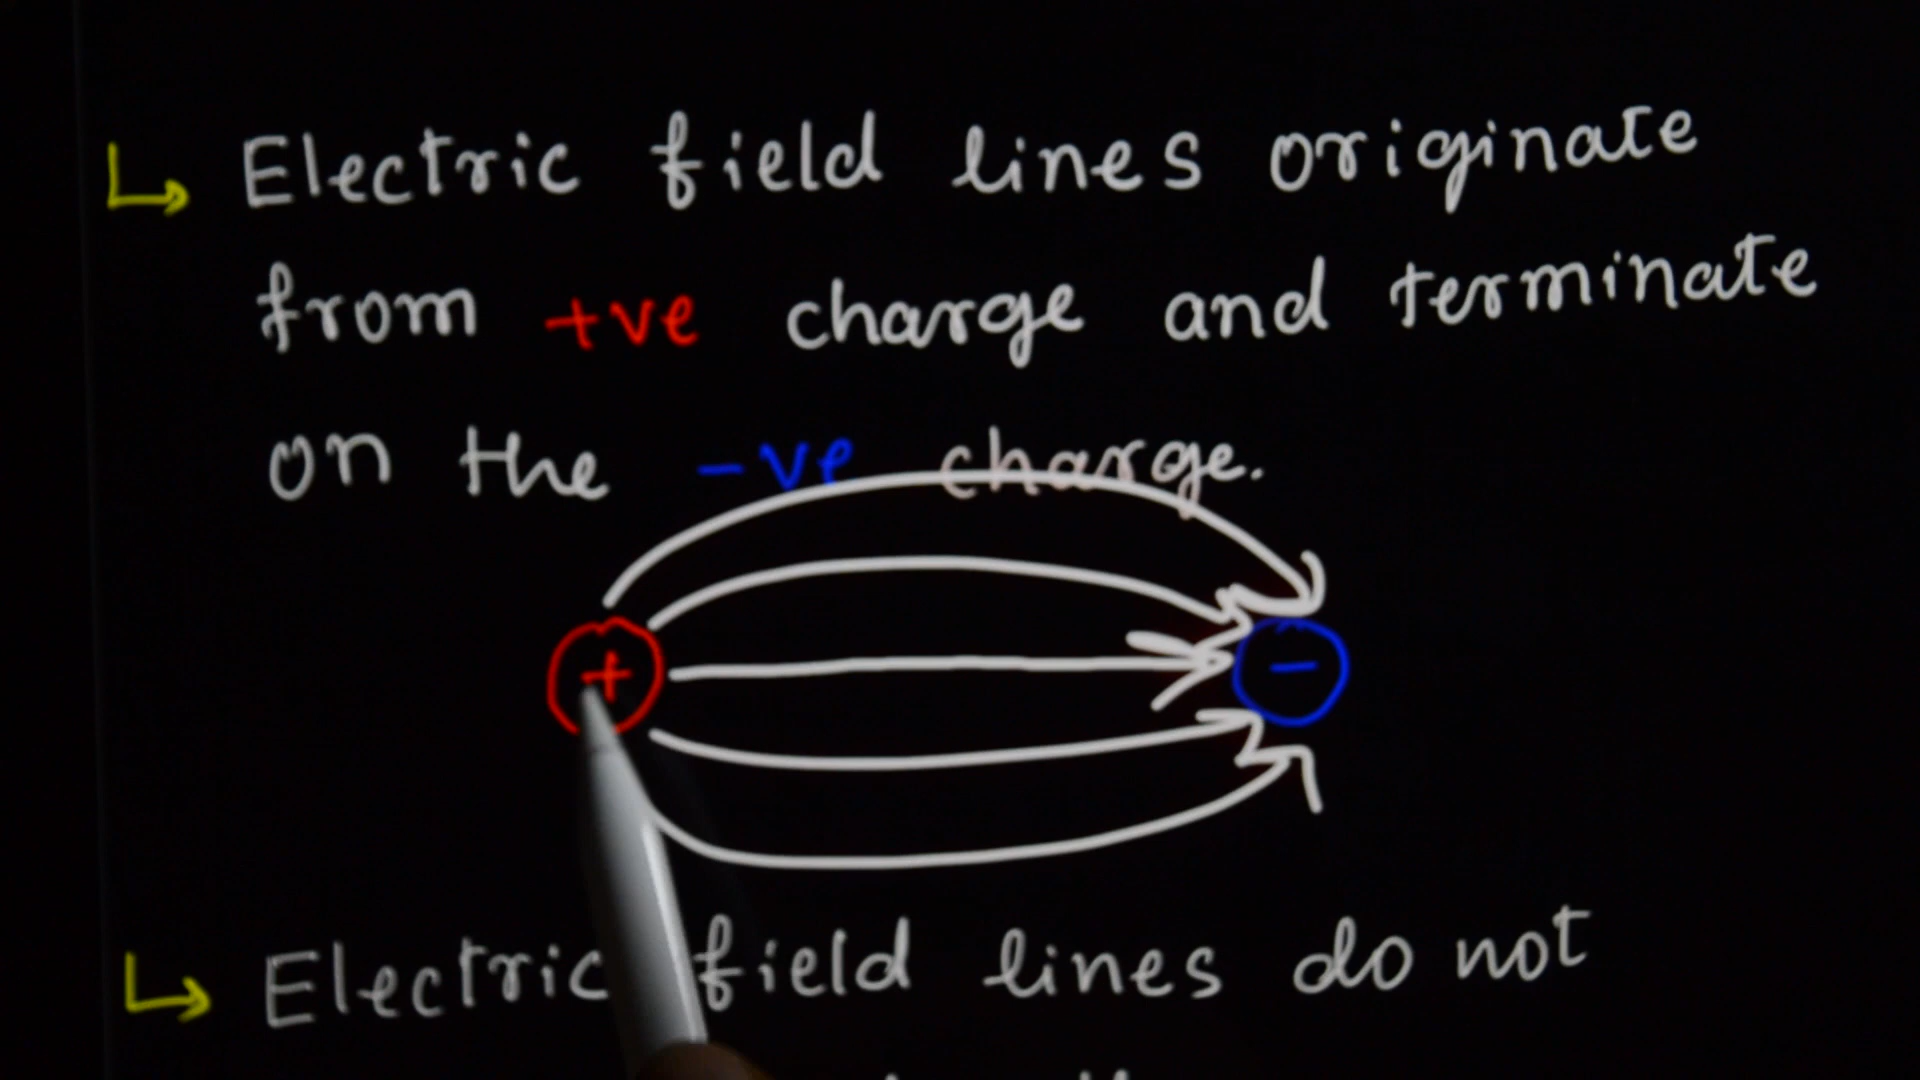 Electric field lines originate
from +ve charge and terminate
on the -ve charge.
+ -
Electric field lines do not